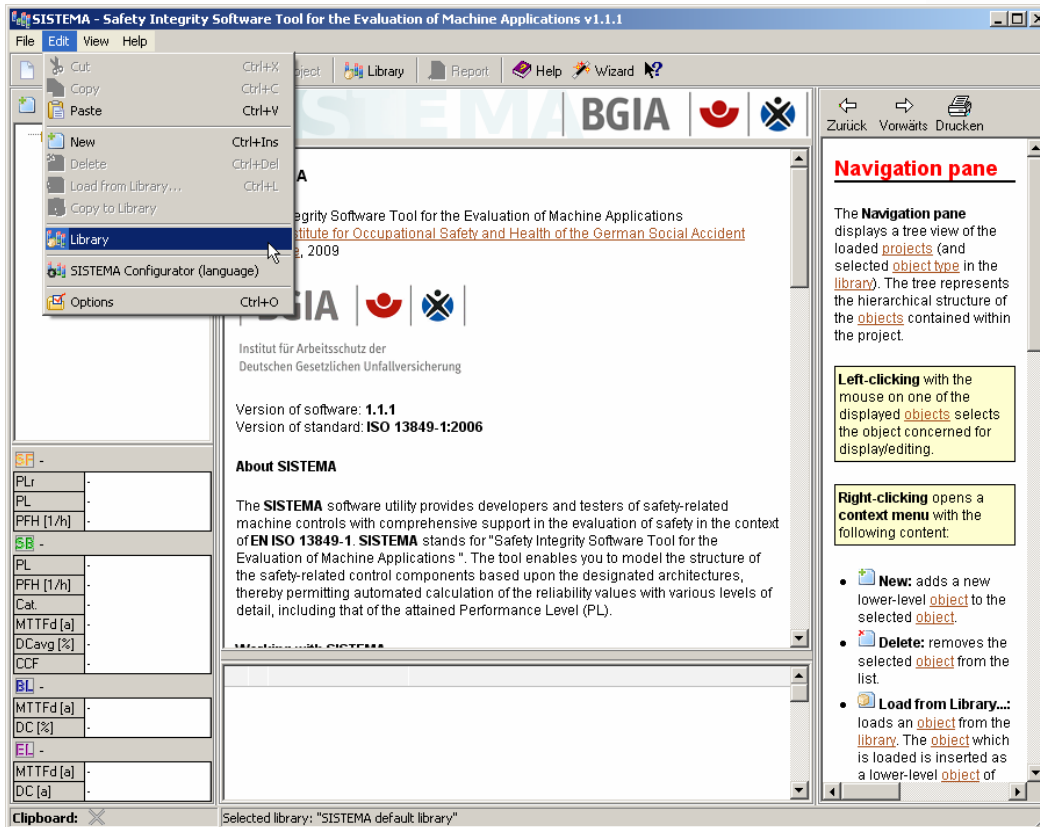 SISTEMA - Safety Integrity Software Tool for the Evaluation of Machine Applications v1.1.1
File Edit View Help
Library Report Help Wizard
Cut Ctrl+X
Copy Ctrl+C
Paste Ctrl+V
New Ctrl+Ins
Delete Ctrl+Del
Load from Library... Ctrl+L
Copy to Library
Library
SISTEMA Configurator (language)
Options Ctrl+O
SF -
PLr -
PL -
PFH [1/h] -
SB -
PL -
PFH [1/h] -
Cat. -
MTTFd [a] -
DCavg [%] -
CCF -
BL -
MTTFd [a] -
DC [%] -
EL -
MTTFd [a] -
DC [a] -
SISTEMA BGIA
A
egrity Software Tool for the Evaluation of Machine Applications
stitute for Occupational Safety and Health of the German Social Accident
e, 2009
BGIA
Institut für Arbeitsschutz der
Deutschen Gesetzlichen Unfallversicherung
Version of software: 1.1.1
Version of standard: ISO 13849-1:2006
About SISTEMA
The SISTEMA software utility provides developers and testers of safety-related
machine controls with comprehensive support in the evaluation of safety in the context
of EN ISO 13849-1. SISTEMA stands for "Safety Integrity Software Tool for the
Evaluation of Machine Applications ". The tool enables you to model the structure of
the safety-related control components based upon the designated architectures,
thereby permitting automated calculation of the reliability values with various levels of
detail, including that of the attained Performance Level (PL).
Working with SISTEMA
Zurück Vorwärts Drucken
Navigation pane
The Navigation pane
displays a tree view of the
loaded projects (and
selected object type in the
library). The tree represents
the hierarchical structure of
the objects contained within
the project.
Left-clicking with the
mouse on one of the
displayed objects selects
the object concerned for
display/editing.
Right-clicking opens a
context menu with the
following content:
• New: adds a new
lower-level object to the
selected object.
• Delete: removes the
selected object from the
list.
• Load from Library...:
loads an object from the
library. The object which
is loaded is inserted as
a lower-level object of
Clipboard:
Selected library: "SISTEMA default library"